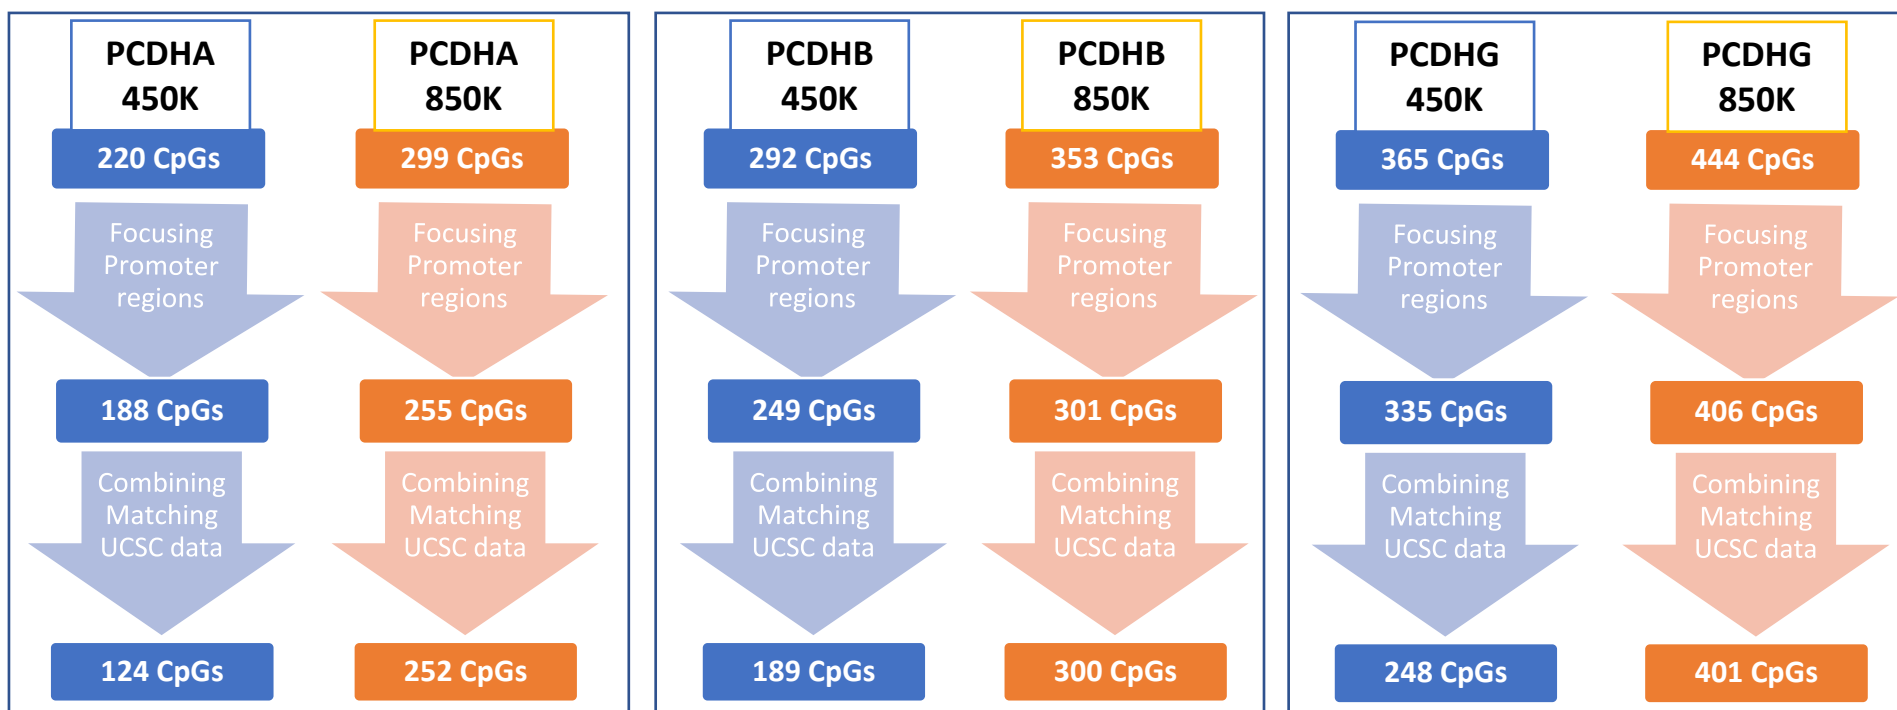 PCDHA
450K
220 CpGs
Focusing
Promoter
regions
188 CpGs
Combining
Matching
UCSC data
124 CpGs
PCDHA
850K
299 CpGs
Focusing
Promoter
regions
255 CpGs
Combining
Matching
UCSC data
252 CpGs
PCDHB
450K
292 CpGs
Focusing
Promoter
regions
249 CpGs
Combining
Matching
UCSC data
189 CpGs
PCDHB
850K
353 CpGs
Focusing
Promoter
regions
301 CpGs
Combining
Matching
UCSC data
300 CpGs
PCDHG
450K
365 CpGs
Focusing
Promoter
regions
335 CpGs
Combining
Matching
UCSC data
248 CpGs
PCDHG
850K
444 CpGs
Focusing
Promoter
regions
406 CpGs
Combining
Matching
UCSC data
401 CpGs